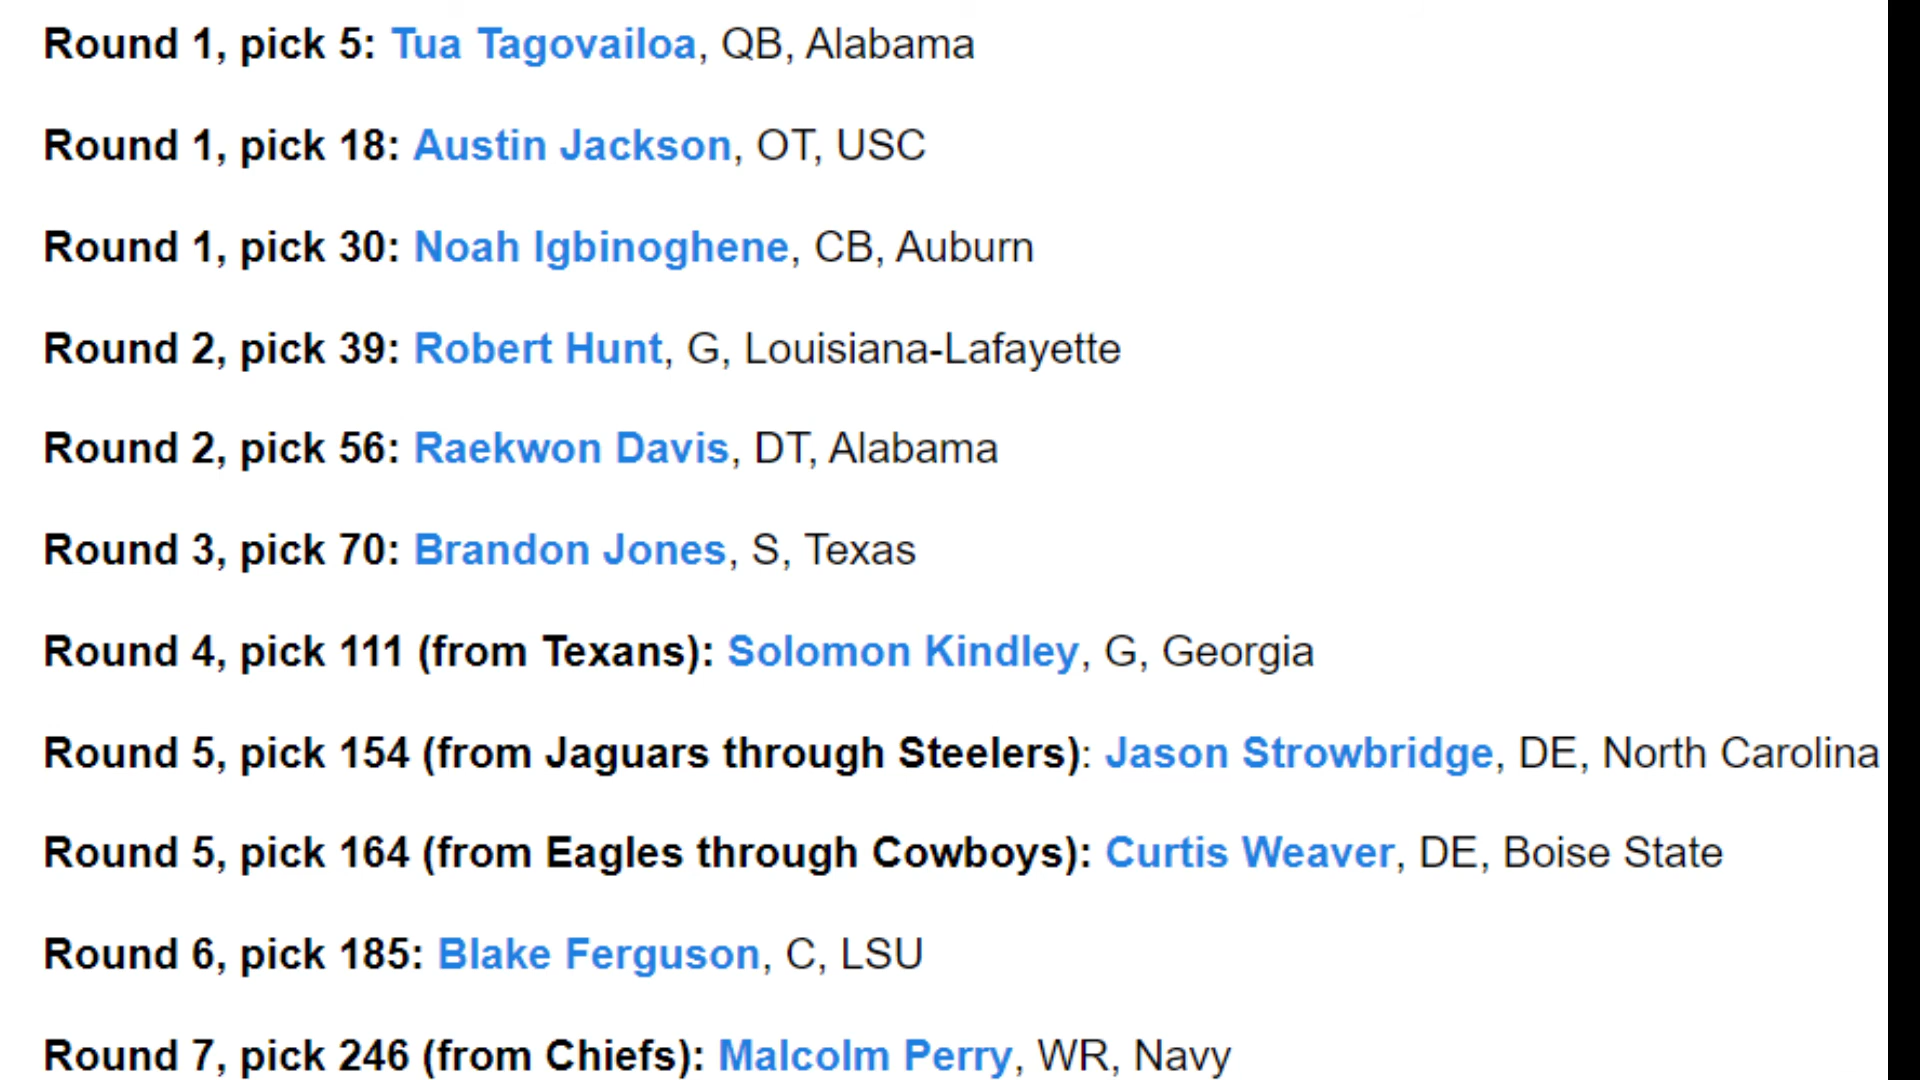 Round 1, pick 5: Tua Tagovailoa, QB, Alabama
Round 1, pick 18: Austin Jackson, OT, USC
Round 1, pick 30: Noah Igbinoghene, CB, Auburn
Round 2, pick 39: Robert Hunt, G, Louisiana-Lafayette
Round 2, pick 56: Raekwon Davis, DT, Alabama
Round 3, pick 70: Brandon Jones, S, Texas
Round 4, pick 111 (from Texans): Solomon Kindley, G, Georgia
Round 5, pick 154 (from Jaguars through Steelers): Jason Strowbridge, DE, North Carolina
Round 5, pick 164 (from Eagles through Cowboys): Curtis Weaver, DE, Boise State
Round 6, pick 185: Blake Ferguson, C, LSU
Round 7, pick 246 (from Chiefs): Malcolm Perry, WR, Navy